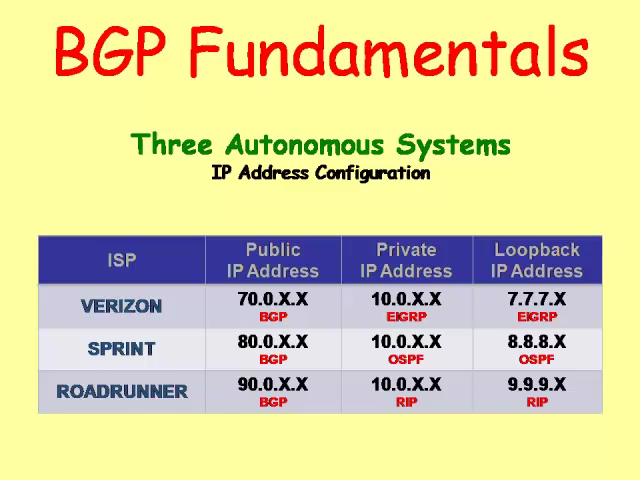 BGP Fundamentals
Three Autonomous Systems
IP Address Configuration
ISP Public IP Address Private IP Address Loopback IP Address
VERIZON 70.0.X.X BGP 10.0.X.X EIGRP 7.7.7.X EIGRP
SPRINT 80.0.X.X BGP 10.0.X.X OSPF 8.8.8.X OSPF
ROADRUNNER 90.0.X.X BGP 10.0.X.X RIP 9.9.9.X RIP